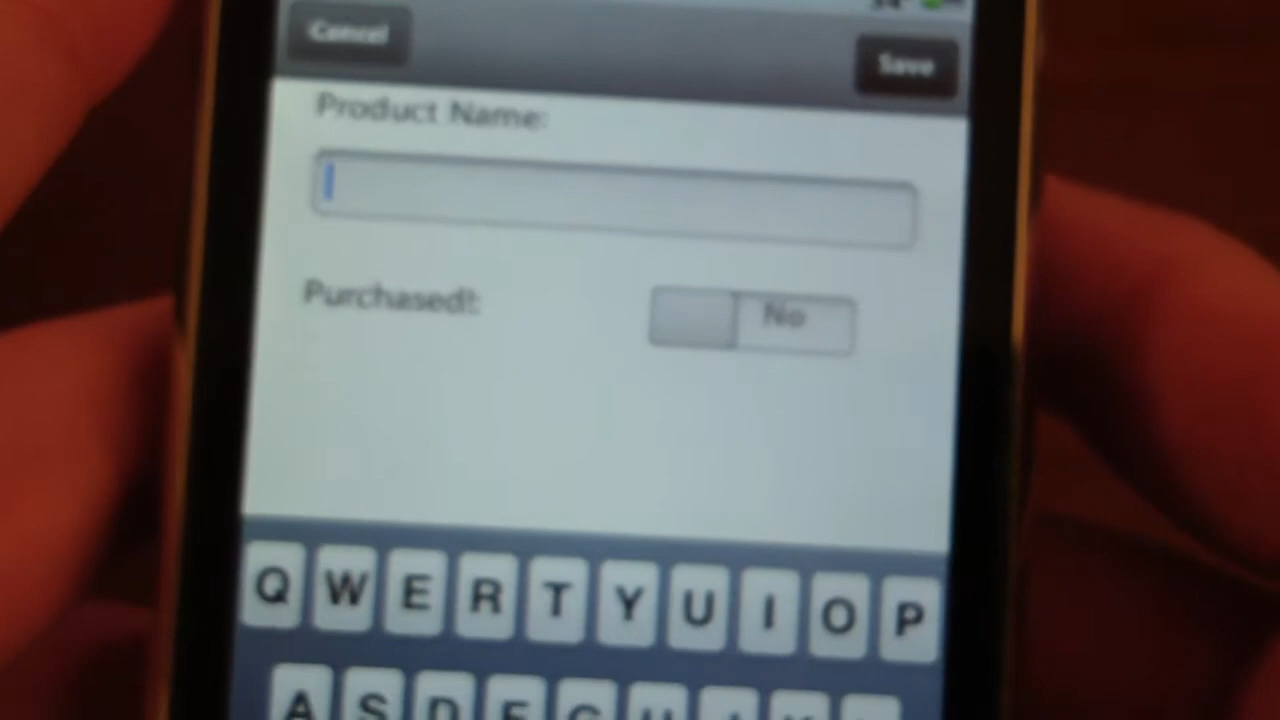 Cancel
Save
Product Name:
Purchased?:
No
Q W E R T Y U I O P
A S D F G H J K L